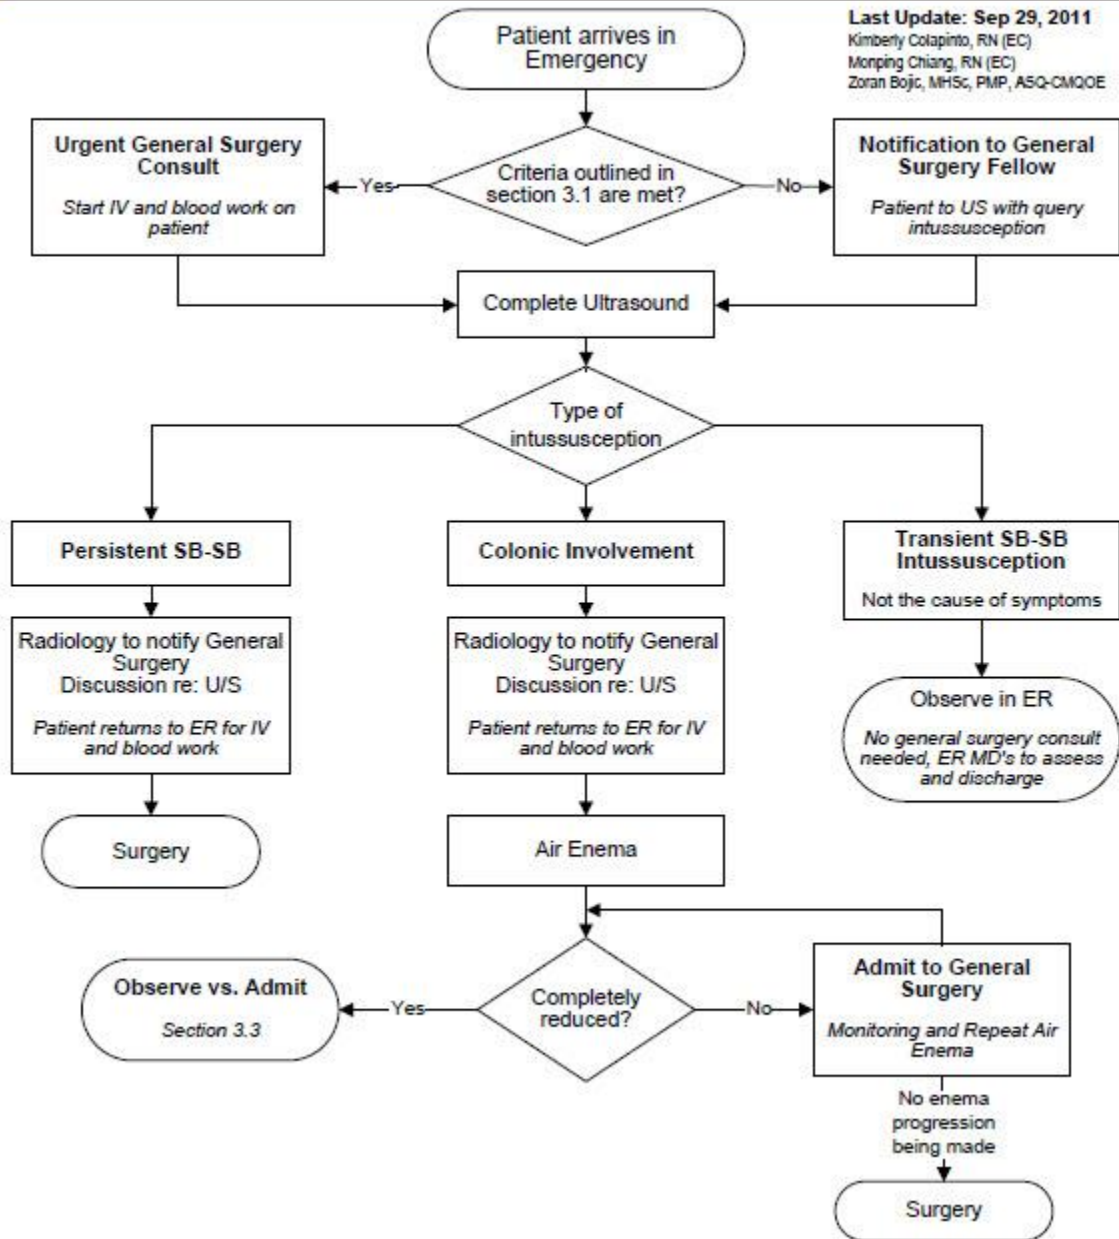 Last Update: Sep 29, 2011
Kimberly Colapinto, RN (EC)
Monping Chiang, RN (EC)
Zoran Bojic, MHSc, PMP, ASQ-CMQOE
Patient arrives in
Emergency
Urgent General Surgery
Consult
Start IV and blood work on
patient
Yes
Criteria outlined in
section 3.1 are met?
No
Notification to General
Surgery Fellow
Patient to US with query
intussusception
Complete Ultrasound
Type of
intussusception
Persistent SB-SB
Colonic Involvement
Transient SB-SB
Intussusception
Not the cause of symptoms
Radiology to notify General
Surgery
Discussion re: U/S
Patient returns to ER for IV
and blood work
Radiology to notify General
Surgery
Discussion re: U/S
Patient returns to ER for IV
and blood work
Observe in ER
No general surgery consult
needed, ER MD's to assess
and discharge
Surgery
Air Enema
Observe vs. Admit
Section 3.3
Yes
Completely
reduced?
No
Admit to General
Surgery
Monitoring and Repeat Air
Enema
No enema
progression
being made
Surgery